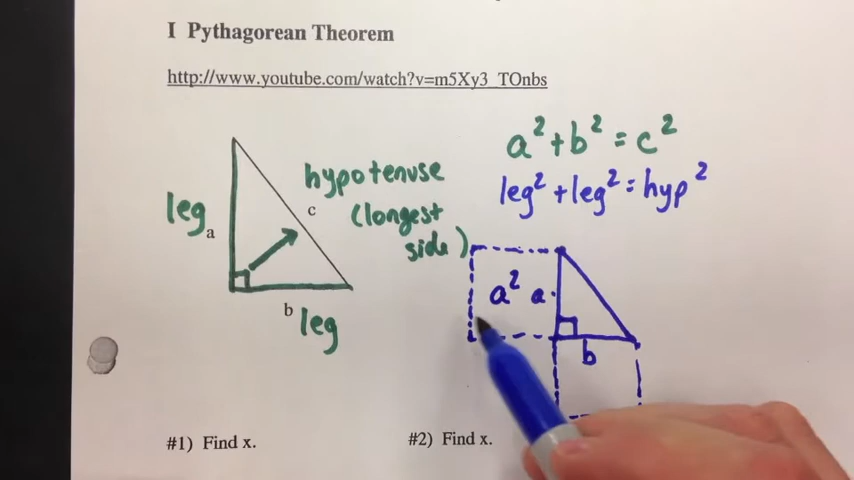 I Pythagorean Theorem
http://www.youtube.com/watch?v=m5Xy3_TOnbs
a² + b² = c²
leg² + leg² = hyp²
hypotenuse
(longest
side)
c
leg
a
b
leg
a²
a
b
#1) Find x.
#2) Find x.